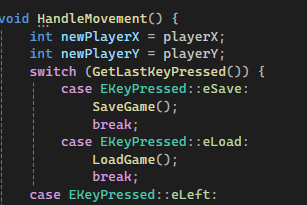 void HandleMovement() {
int newPlayerX = playerX;
int newPlayerY = playerY;
switch (GetLastKeyPressed()) {
case EKeyPressed::eSave:
SaveGame();
break;
case EKeyPressed::eLoad:
LoadGame();
break;
case EKeyPressed::eLeft: